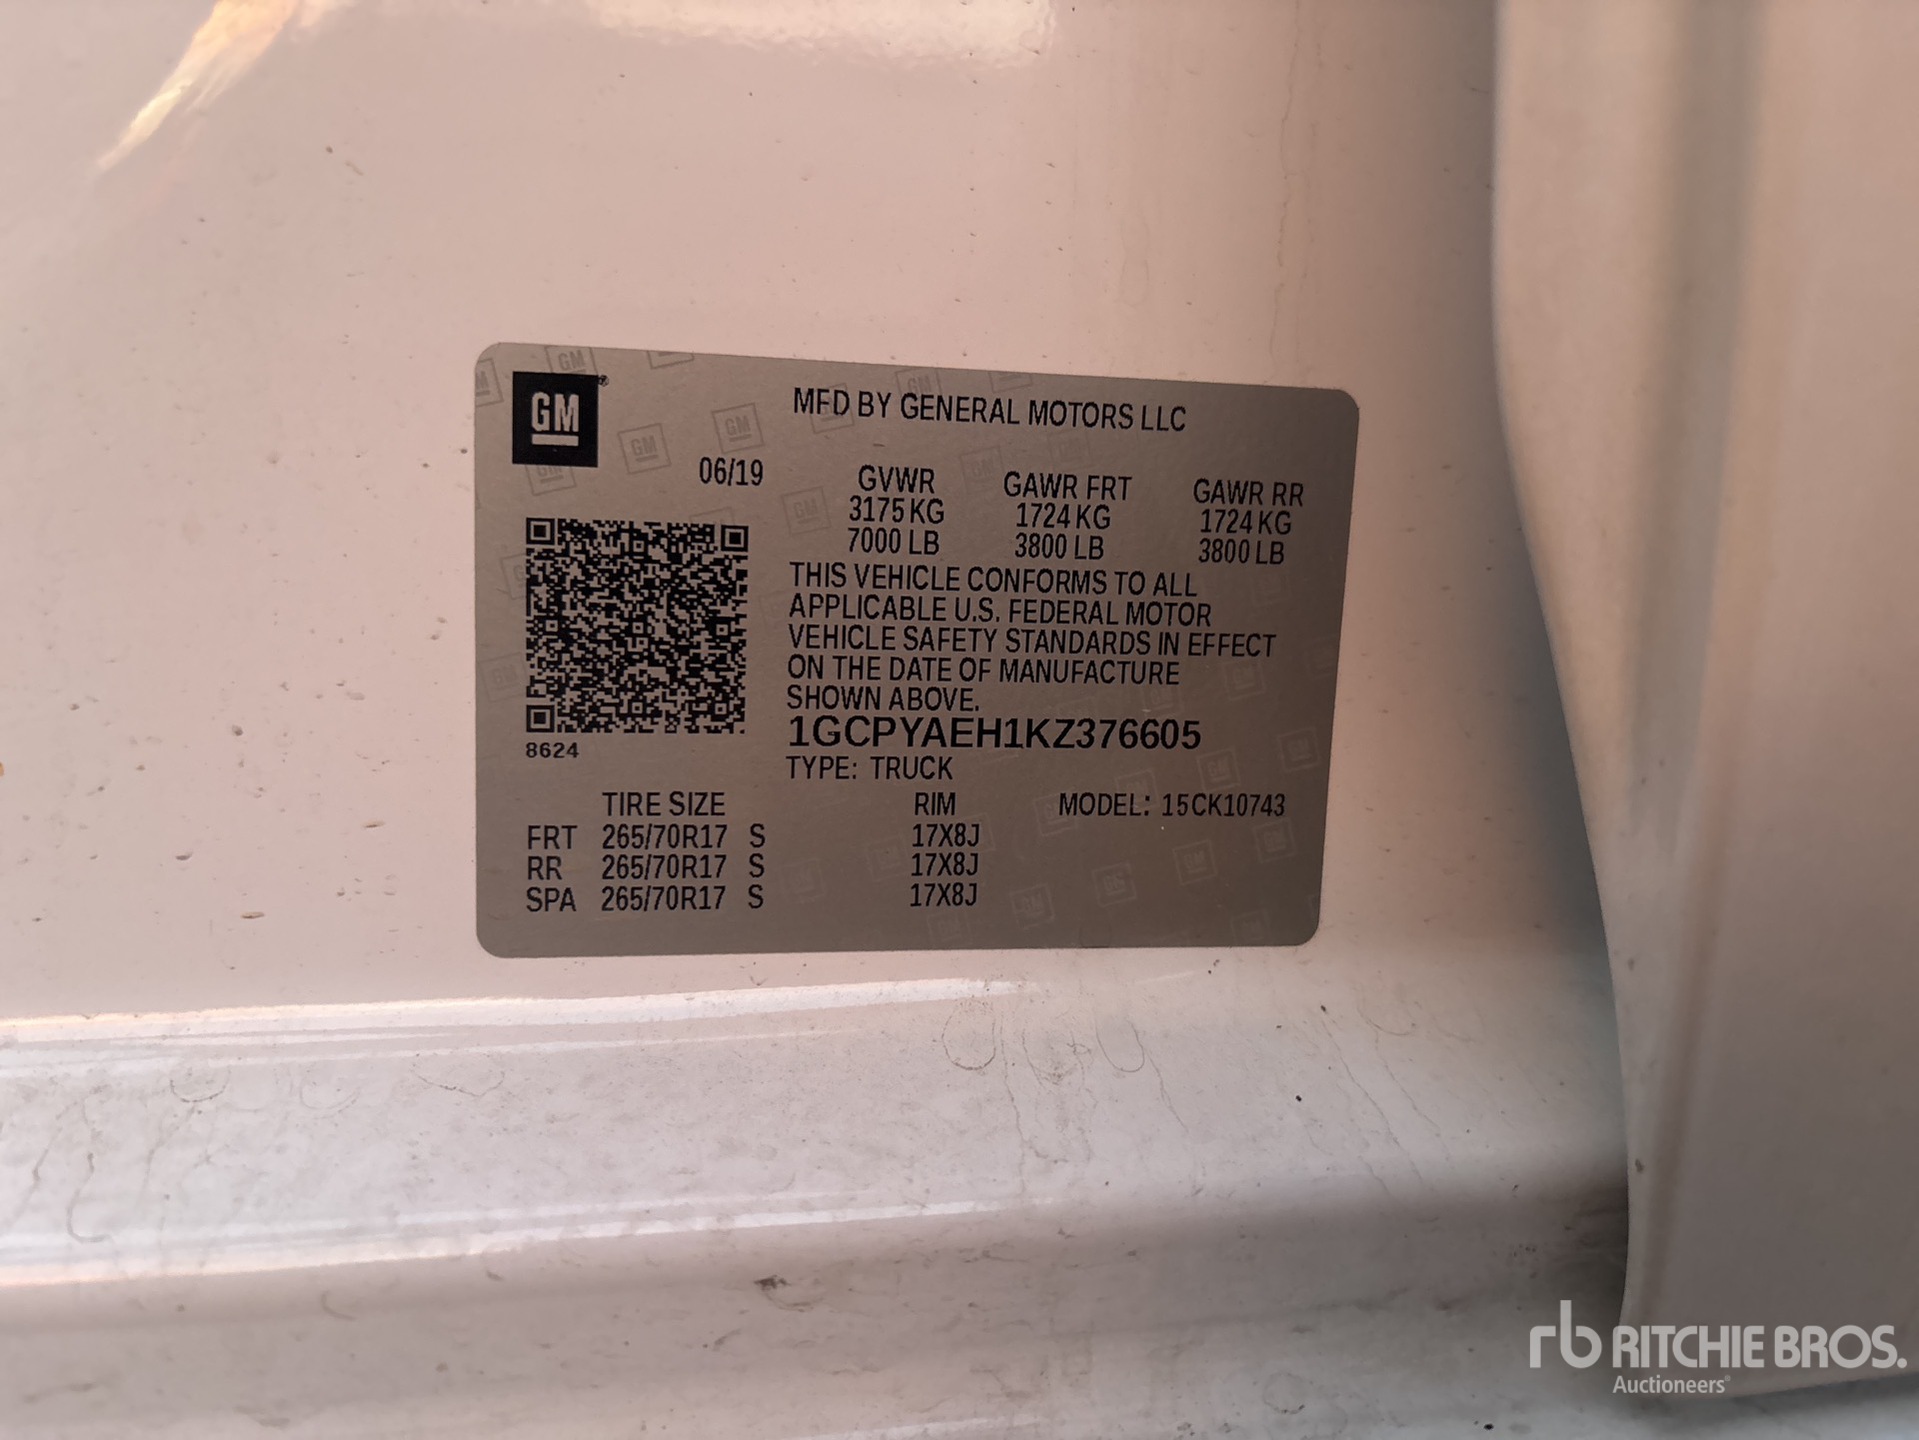 GM
MFD BY GENERAL MOTORS LLC
06/19
GVWR GAWR FRT GAWR RR
3175 KG 1724 KG 1724 KG
7000 LB 3800 LB 3800 LB
THIS VEHICLE CONFORMS TO ALL
APPLICABLE U.S. FEDERAL MOTOR
VEHICLE SAFETY STANDARDS IN EFFECT
ON THE DATE OF MANUFACTURE
SHOWN ABOVE.
1GCPYAEH1KZ376605
8624
TYPE: TRUCK
TIRE SIZE RIM MODEL: 15CK10743
FRT 265/70R17 S 17X8J
RR 265/70R17 S 17X8J
SPA 265/70R17 S 17X8J
rb RITCHIE BROS.
Auctioneers®